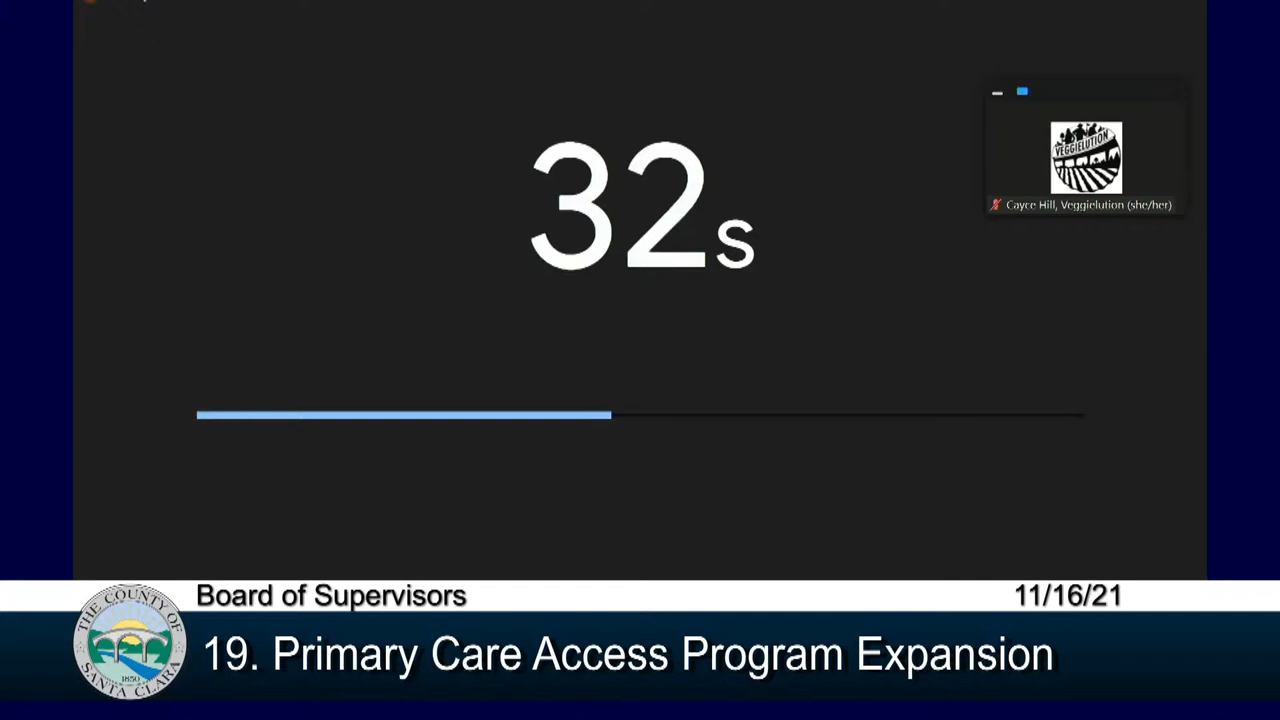 32s
VEGGIELUTION
Cayce Hill, Veggielution (she/her)
Board of Supervisors
11/16/21
THE COUNTY OF
SANTA CLARA
1850
19. Primary Care Access Program Expansion